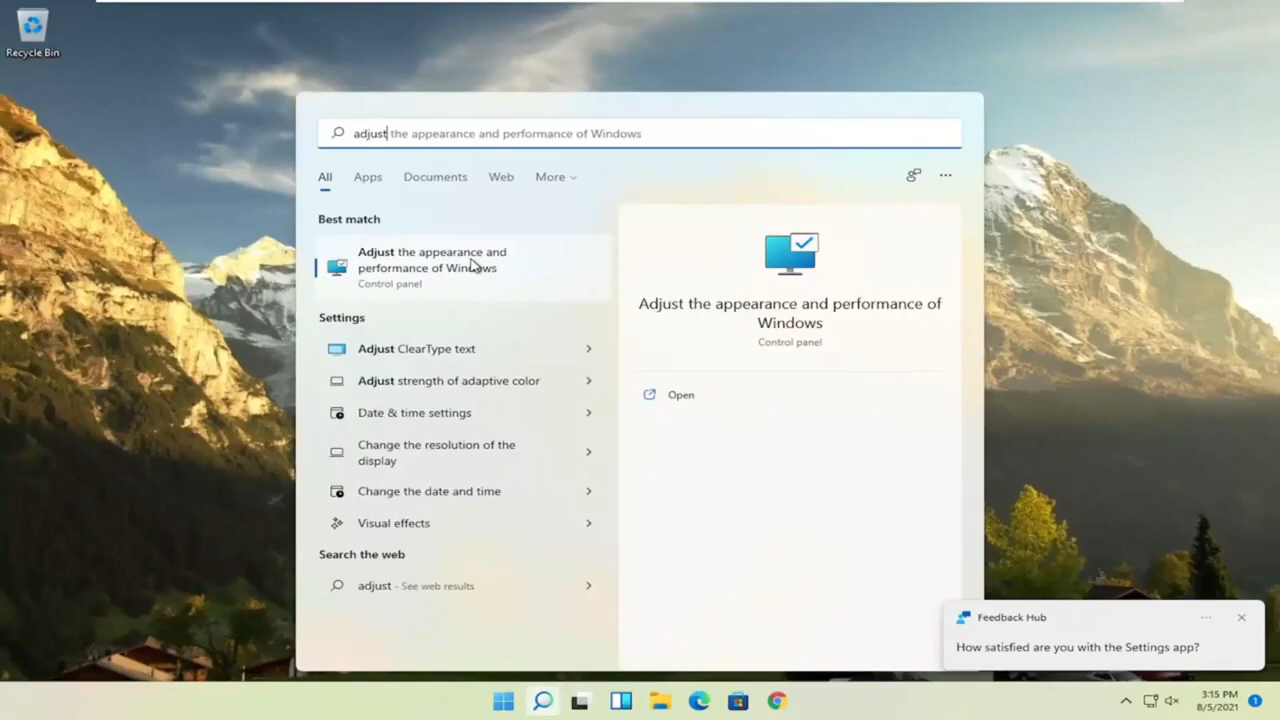 Recycle Bin
adjust the appearance and performance of Windows
All Apps Documents Web More
Best match
Adjust the appearance and
performance of Windows
Control panel
Settings
Adjust ClearType text
Adjust strength of adaptive color
Date & time settings
Change the resolution of the
display
Change the date and time
Visual effects
Search the web
adjust - See web results
Adjust the appearance and performance of
Windows
Control panel
Open
Feedback Hub
How satisfied are you with the Settings app?
3:15 PM
8/5/2021
1